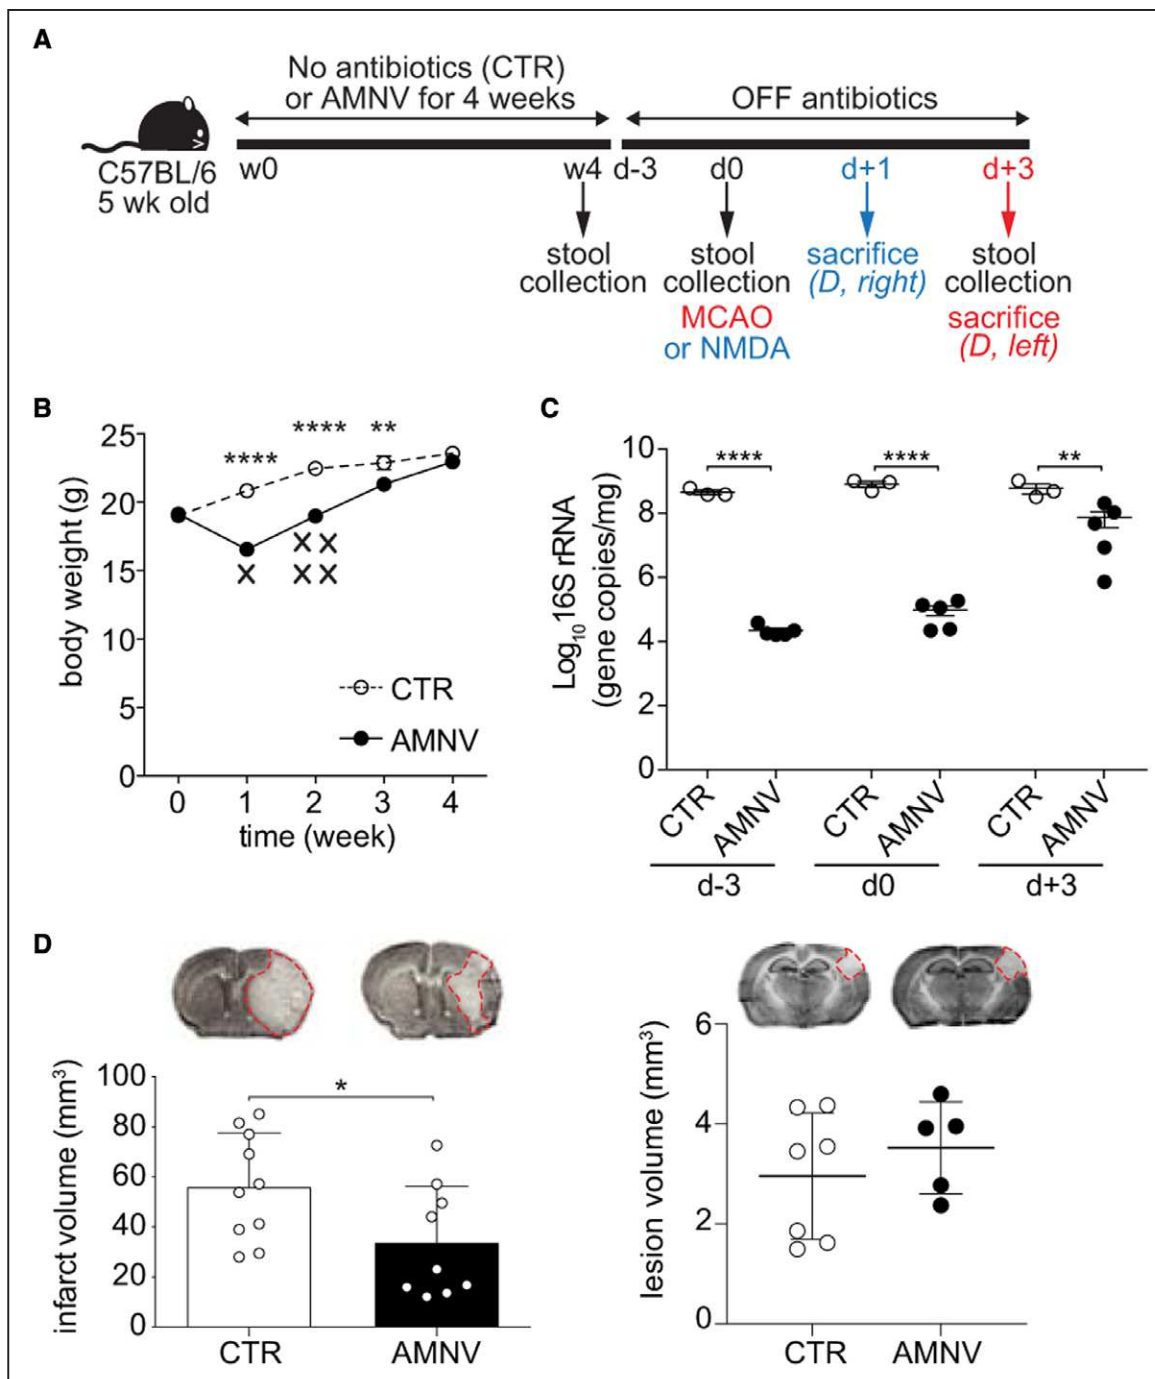 A
No antibiotics (CTR)
or AMNV for 4 weeks
OFF antibiotics
C57BL/6
5 wk old
w0
w4
d-3
d0
d+1
d+3
stool
collection
stool
collection
MCAO
or NMDA
sacrifice
(D, right)
stool
collection
sacrifice
(D, left)
B
body weight (g)
25
20
15
10
5
0
****
****
**
CTR
AMNV
0 1 2 3 4
time (week)
C
Log10 16S rRNA
(gene copies/mg)
10
8
6
4
2
0
****
****
**
CTR AMNV CTR AMNV CTR AMNV
d-3 d0 d+3
D
infarct volume (mm³)
100
80
60
40
20
0
*
CTR AMNV
lesion volume (mm³)
6
4
2
0
CTR AMNV